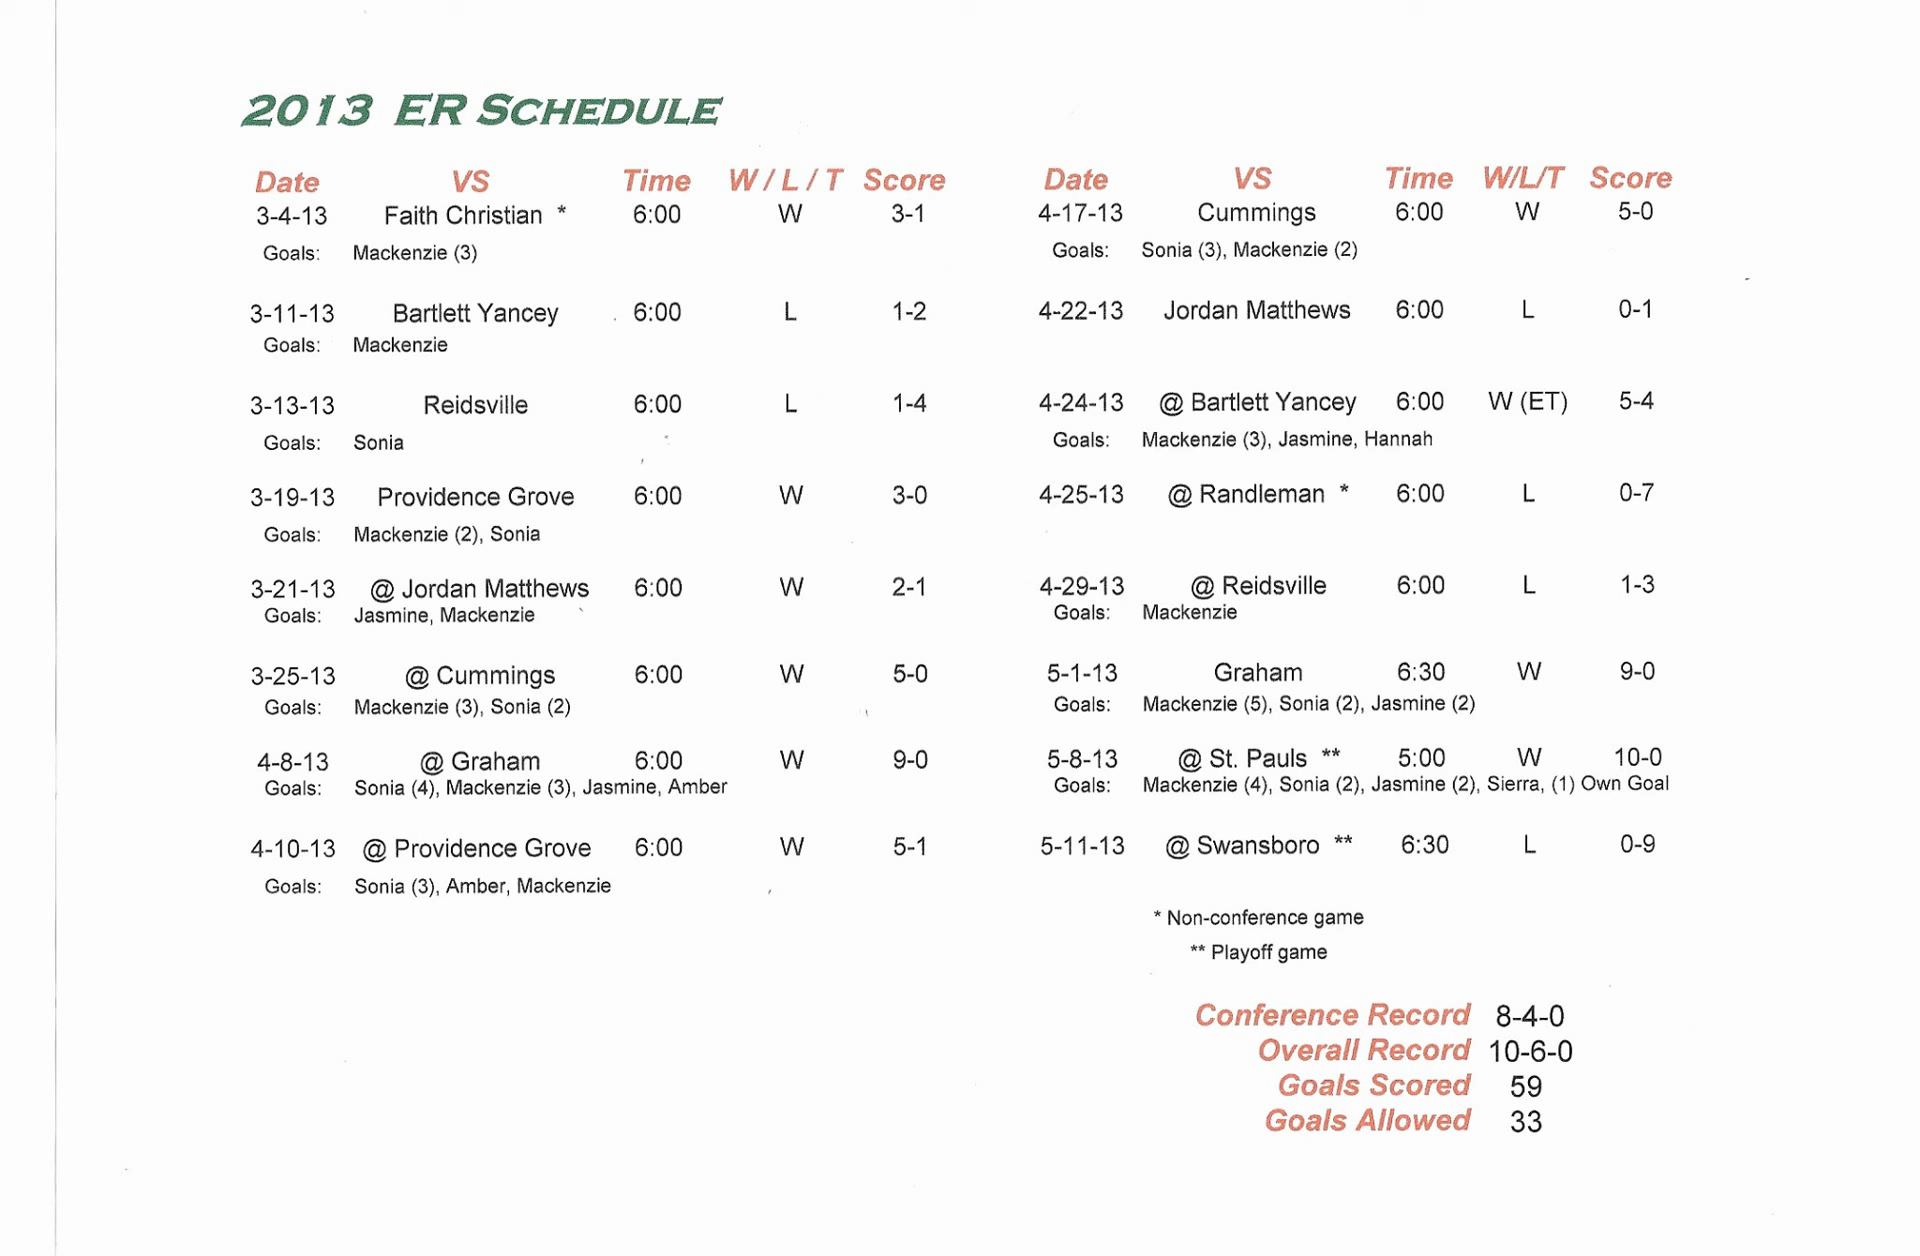 2013 ER SCHEDULE
Date VS Time W / L / T Score
3-4-13 Faith Christian * 6:00 W 3-1
Goals: Mackenzie (3)
3-11-13 Bartlett Yancey 6:00 L 1-2
Goals: Mackenzie
3-13-13 Reidsville 6:00 L 1-4
Goals: Sonia
3-19-13 Providence Grove 6:00 W 3-0
Goals: Mackenzie (2), Sonia
3-21-13 @ Jordan Matthews 6:00 W 2-1
Goals: Jasmine, Mackenzie
3-25-13 @ Cummings 6:00 W 5-0
Goals: Mackenzie (3), Sonia (2)
4-8-13 @ Graham 6:00 W 9-0
Goals: Sonia (4), Mackenzie (3), Jasmine, Amber
4-10-13 @ Providence Grove 6:00 W 5-1
Goals: Sonia (3), Amber, Mackenzie
Date VS Time W/L/T Score
4-17-13 Cummings 6:00 W 5-0
Goals: Sonia (3), Mackenzie (2)
4-22-13 Jordan Matthews 6:00 L 0-1
4-24-13 @ Bartlett Yancey 6:00 W (ET) 5-4
Goals: Mackenzie (3), Jasmine, Hannah
4-25-13 @ Randleman * 6:00 L 0-7
4-29-13 @ Reidsville 6:00 L 1-3
Goals: Mackenzie
5-1-13 Graham 6:30 W 9-0
Goals: Mackenzie (5), Sonia (2), Jasmine (2)
5-8-13 @ St. Pauls ** 5:00 W 10-0
Goals: Mackenzie (4), Sonia (2), Jasmine (2), Sierra, (1) Own Goal
5-11-13 @ Swansboro ** 6:30 L 0-9
* Non-conference game
** Playoff game
Conference Record 8-4-0
Overall Record 10-6-0
Goals Scored 59
Goals Allowed 33